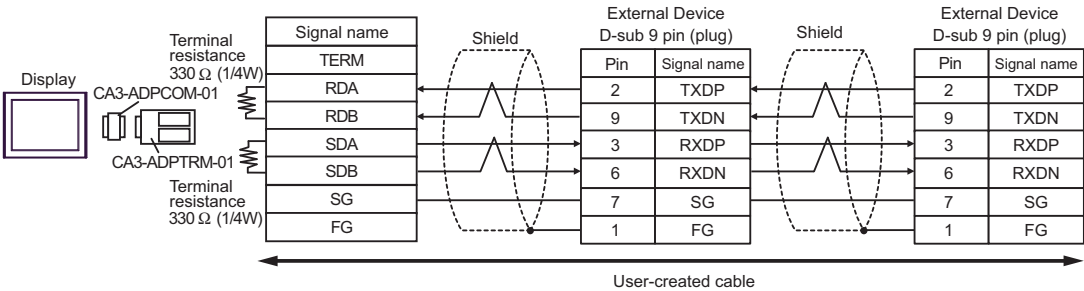 Display
CA3-ADPCOM-01
CA3-ADPTRM-01
Terminal
resistance
330 Ω (1/4W)
Terminal
resistance
330 Ω (1/4W)
Signal name
TERM
RDA
RDB
SDA
SDB
SG
FG
Shield
External Device
D-sub 9 pin (plug)
Pin Signal name
2 TXDP
9 TXDN
3 RXDP
6 RXDN
7 SG
1 FG
Shield
External Device
D-sub 9 pin (plug)
Pin Signal name
2 TXDP
9 TXDN
3 RXDP
6 RXDN
7 SG
1 FG
User-created cable